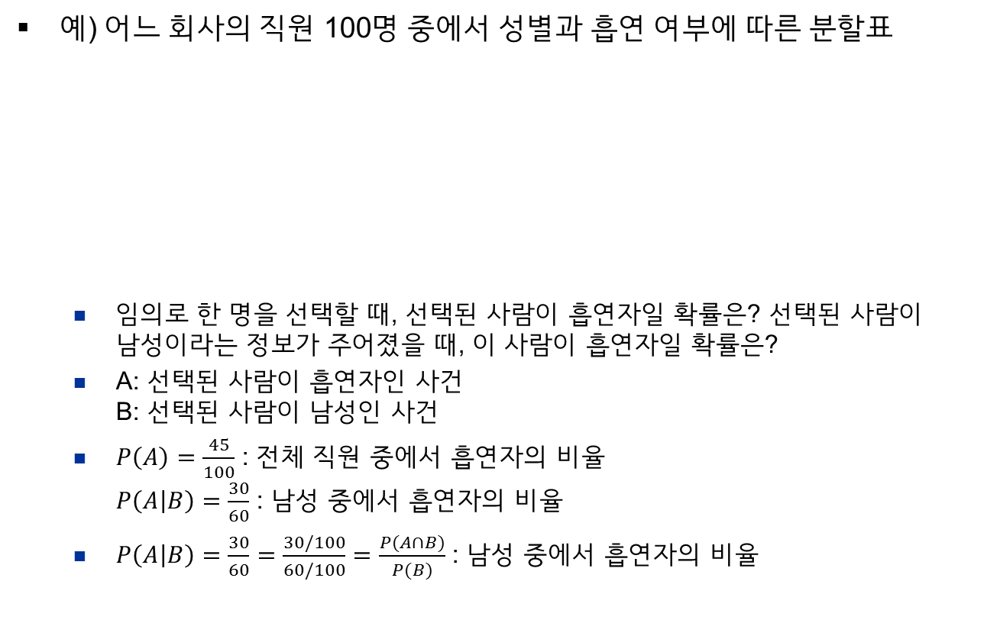 ▪ 예) 어느 회사의 직원 100명 중에서 성별과 흡연 여부에 따른 분할표
■ 임의로 한 명을 선택할 때, 선택된 사람이 흡연자일 확률은? 선택된 사람이
남성이라는 정보가 주어졌을 때, 이 사람이 흡연자일 확률은?
■ A: 선택된 사람이 흡연자인 사건
B: 선택된 사람이 남성인 사건
■ P(A) = 45/100 : 전체 직원 중에서 흡연자의 비율
P(A|B) = 30/60 : 남성 중에서 흡연자의 비율
■ P(A|B) = 30/60 = (30/100)/(60/100) = P(A∩B)/P(B) : 남성 중에서 흡연자의 비율